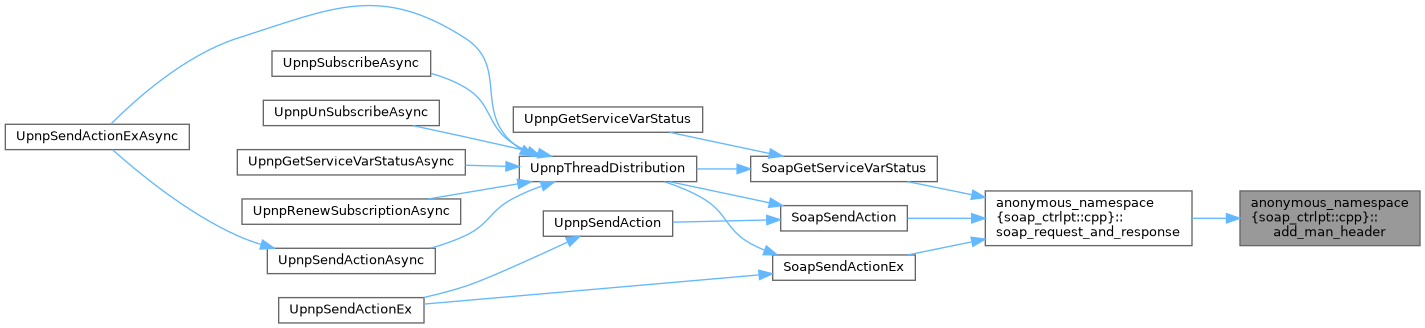 UpnpSendActionExAsync
UpnpSubscribeAsync
UpnpUnSubscribeAsync
UpnpGetServiceVarStatusAsync
UpnpRenewSubscriptionAsync
UpnpSendActionAsync
UpnpSendActionEx
UpnpGetServiceVarStatus
UpnpThreadDistribution
UpnpSendAction
SoapGetServiceVarStatus
SoapSendAction
SoapSendActionEx
anonymous_namespace
{soap_ctrlpt::cpp}::
soap_request_and_response
anonymous_namespace
{soap_ctrlpt::cpp}::
add_man_header